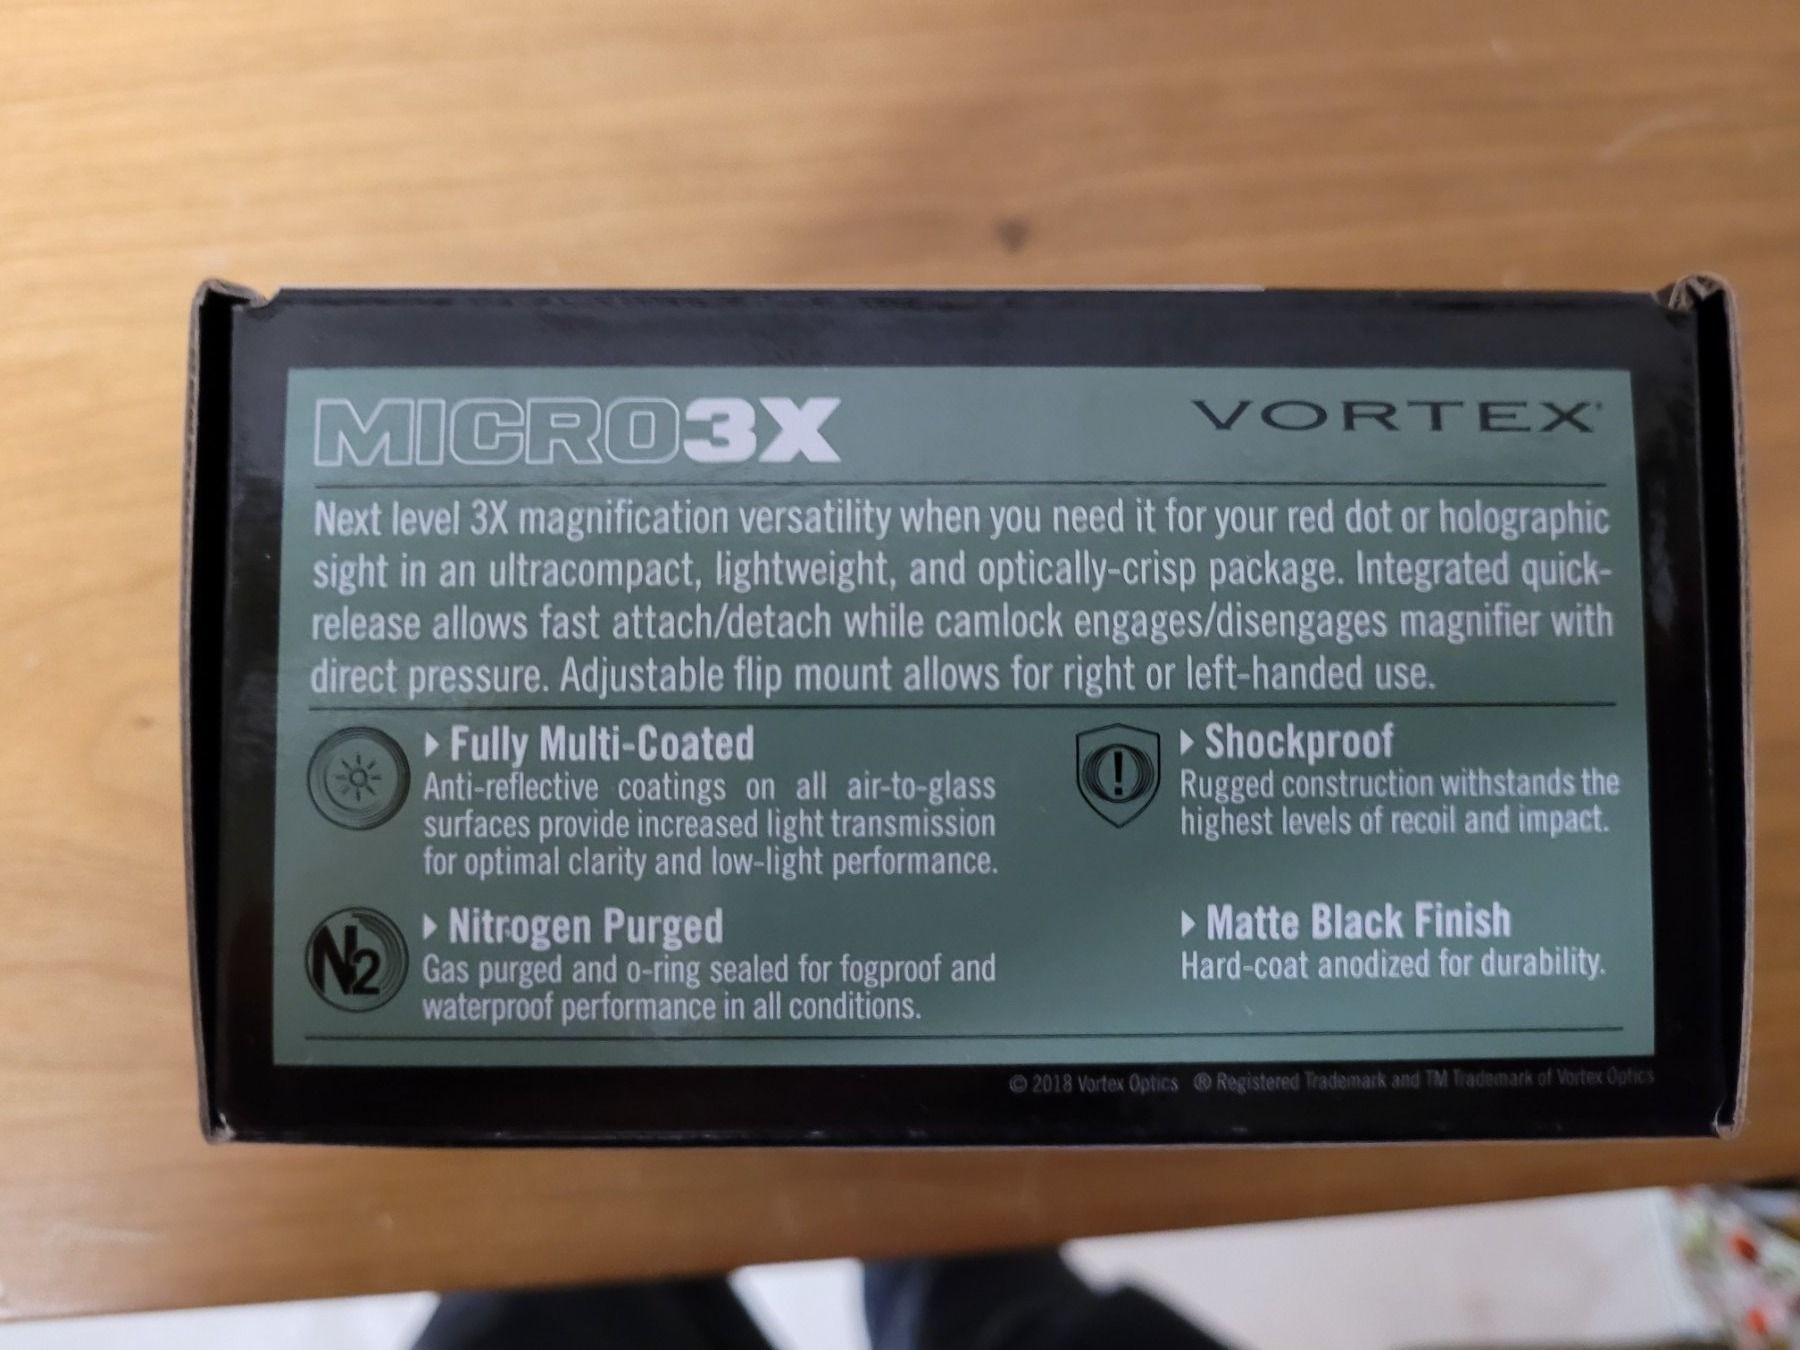 MICRO3X
VORTEX®
Next level 3X magnification versatility when you need it for your red dot or holographic
sight in an ultracompact, lightweight, and optically-crisp package. Integrated quick-
release allows fast attach/detach while camlock engages/disengages magnifier with
direct pressure. Adjustable flip mount allows for right or left-handed use.
Fully Multi-Coated
Anti-reflective coatings on all air-to-glass
surfaces provide increased light transmission
for optimal clarity and low-light performance.
N2
Nitrogen Purged
Gas purged and o-ring sealed for fogproof and
waterproof performance in all conditions.
!
Shockproof
Rugged construction withstands the
highest levels of recoil and impact.
Matte Black Finish
Hard-coat anodized for durability.
© 2018 Vortex Optics ® Registered Trademark and TM Trademark of Vortex Optics